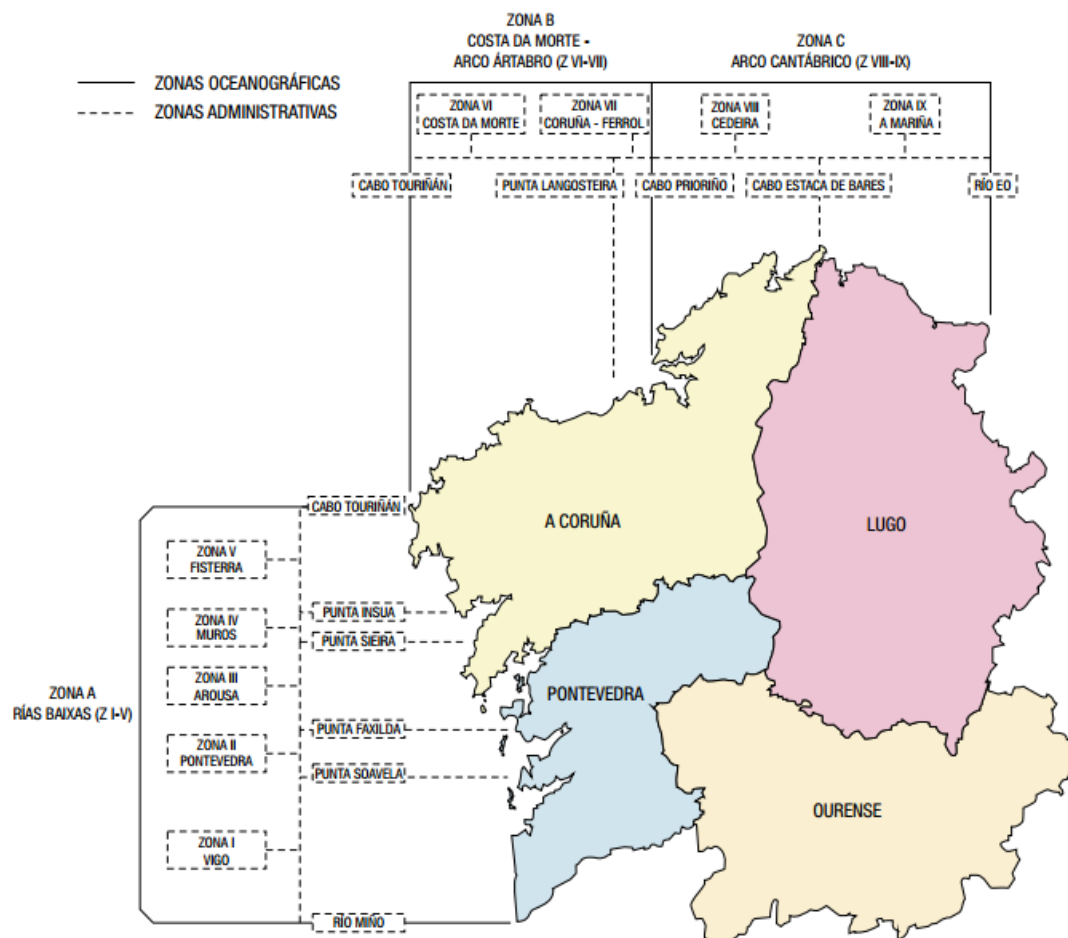 ZONA B
COSTA DA MORTE -
ARCO ÁRTABRO (Z VI-VII)
ZONA C
ARCO CANTÁBRICO (Z VIII-IX)
ZONAS OCEANOGRÁFICAS
ZONAS ADMINISTRATIVAS
ZONA VI
COSTA DA MORTE
ZONA VII
CORUÑA - FERROL
ZONA VIII
CEDEIRA
ZONA IX
A MARIÑA
CABO TOURIÑÁN
PUNTA LANGOSTEIRA
CABO PRIORIÑO
CABO ESTACA DE BARES
RÍO EO
CABO TOURIÑÁN
A CORUÑA
LUGO
ZONA V
FISTERRA
PUNTA INSUA
ZONA IV
MUROS
PUNTA SIEIRA
ZONA III
AROUSA
PONTEVEDRA
ZONA A
RÍAS BAIXAS (Z I-V)
PUNTA FAXILDA
ZONA II
PONTEVEDRA
PUNTA SOAVELA
OURENSE
ZONA I
VIGO
RÍO MIÑO